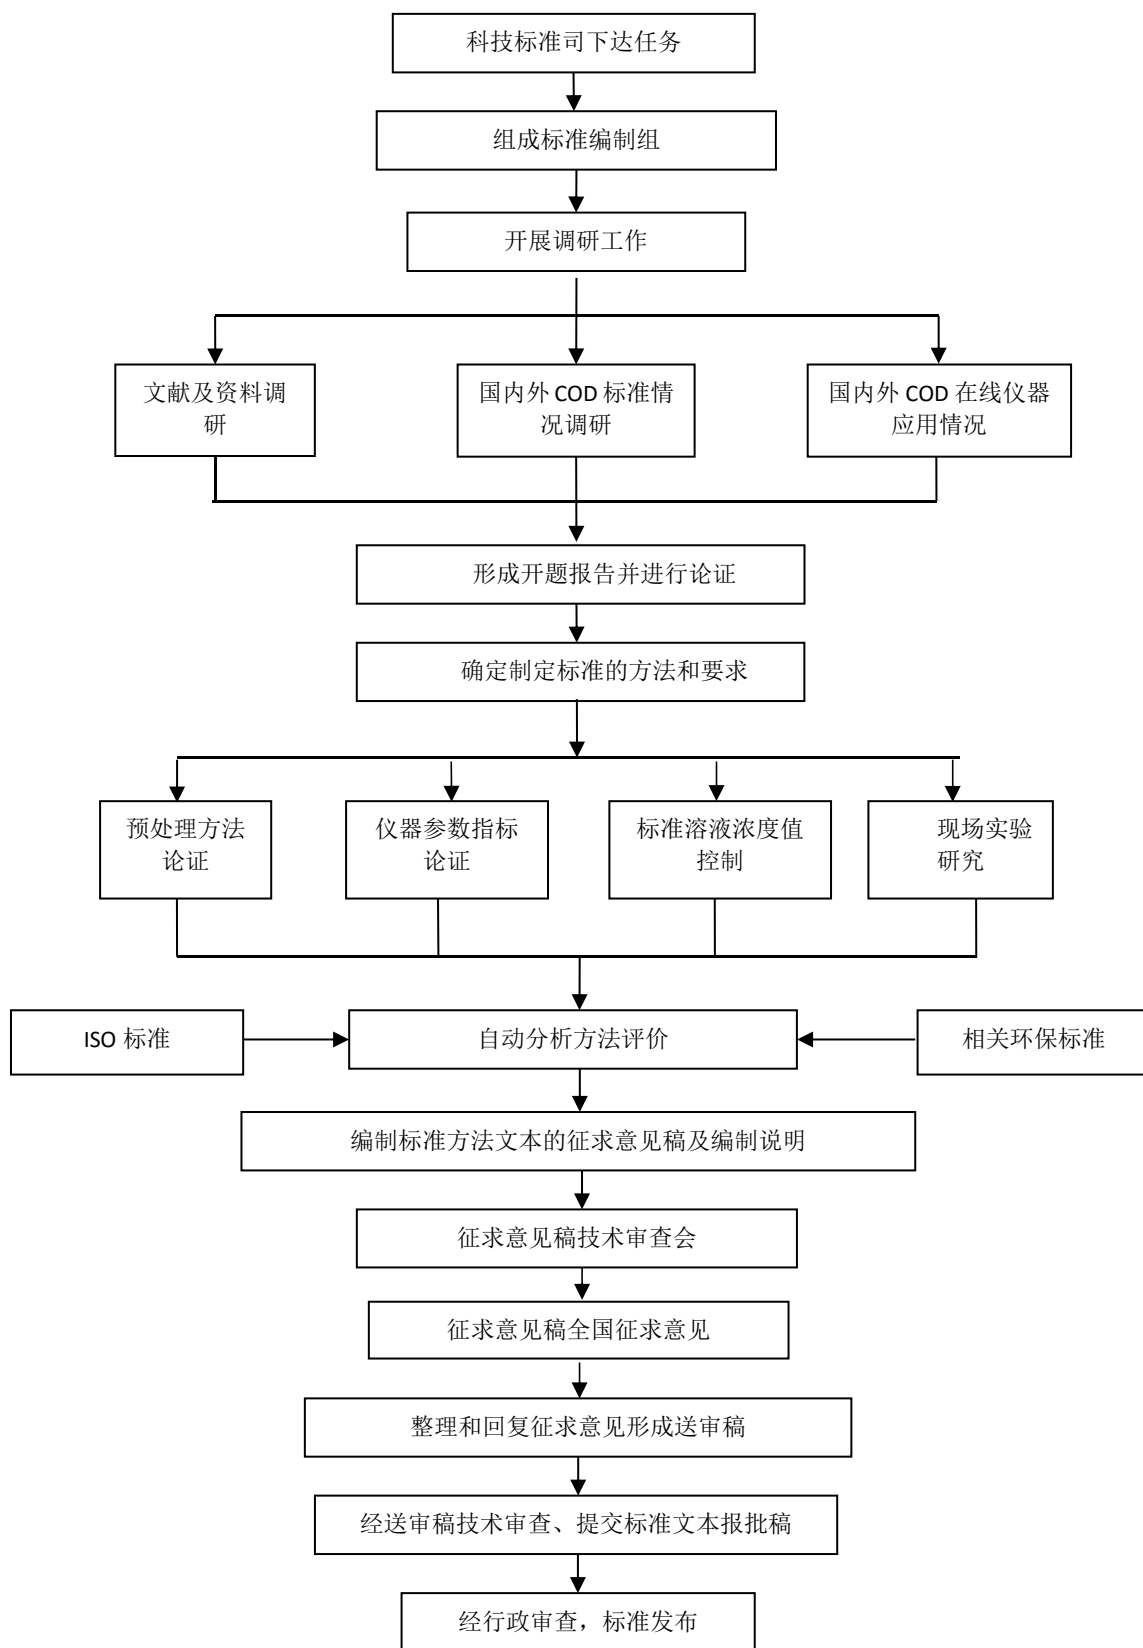 科技标准司下达任务
组成标准编制组
开展调研工作
文献及资料调
研
国内外 COD 标准情
况调研
国内外 COD 在线仪器
应用情况
形成开题报告并进行论证
确定制定标准的方法和要求
预处理方法
论证
仪器参数指标
论证
标准溶液浓度值
控制
现场实验
研究
ISO 标准
自动分析方法评价
相关环保标准
编制标准方法文本的征求意见稿及编制说明
征求意见稿技术审查会
征求意见稿全国征求意见
整理和回复征求意见形成送审稿
经送审稿技术审查、提交标准文本报批稿
经行政审查，标准发布